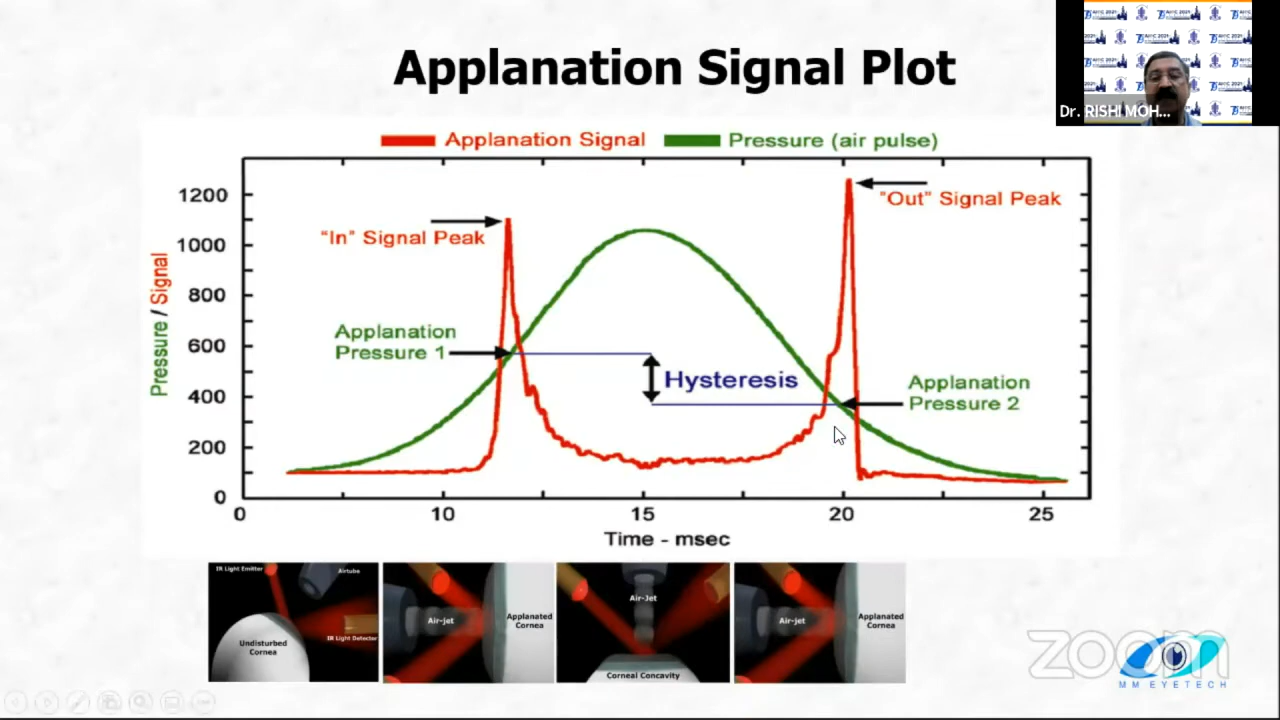 Applanation Signal Plot
Dr. RISHI MOH...
Applanation Signal
Pressure (air pulse)
1200
1000
800
600
400
200
0
Pressure / Signal
"In" Signal Peak
"Out" Signal Peak
Applanation
Pressure 1
Hysteresis
Applanation
Pressure 2
0
10
15
20
25
Time - msec
IR Light Emitter
Airtube
Undisturbed
Cornea
IR Light Detector
Air-jet
Applanated
Cornea
Air-Jet
Corneal Concavity
Air-jet
Applanated
Cornea
zoom
MM EYETECH